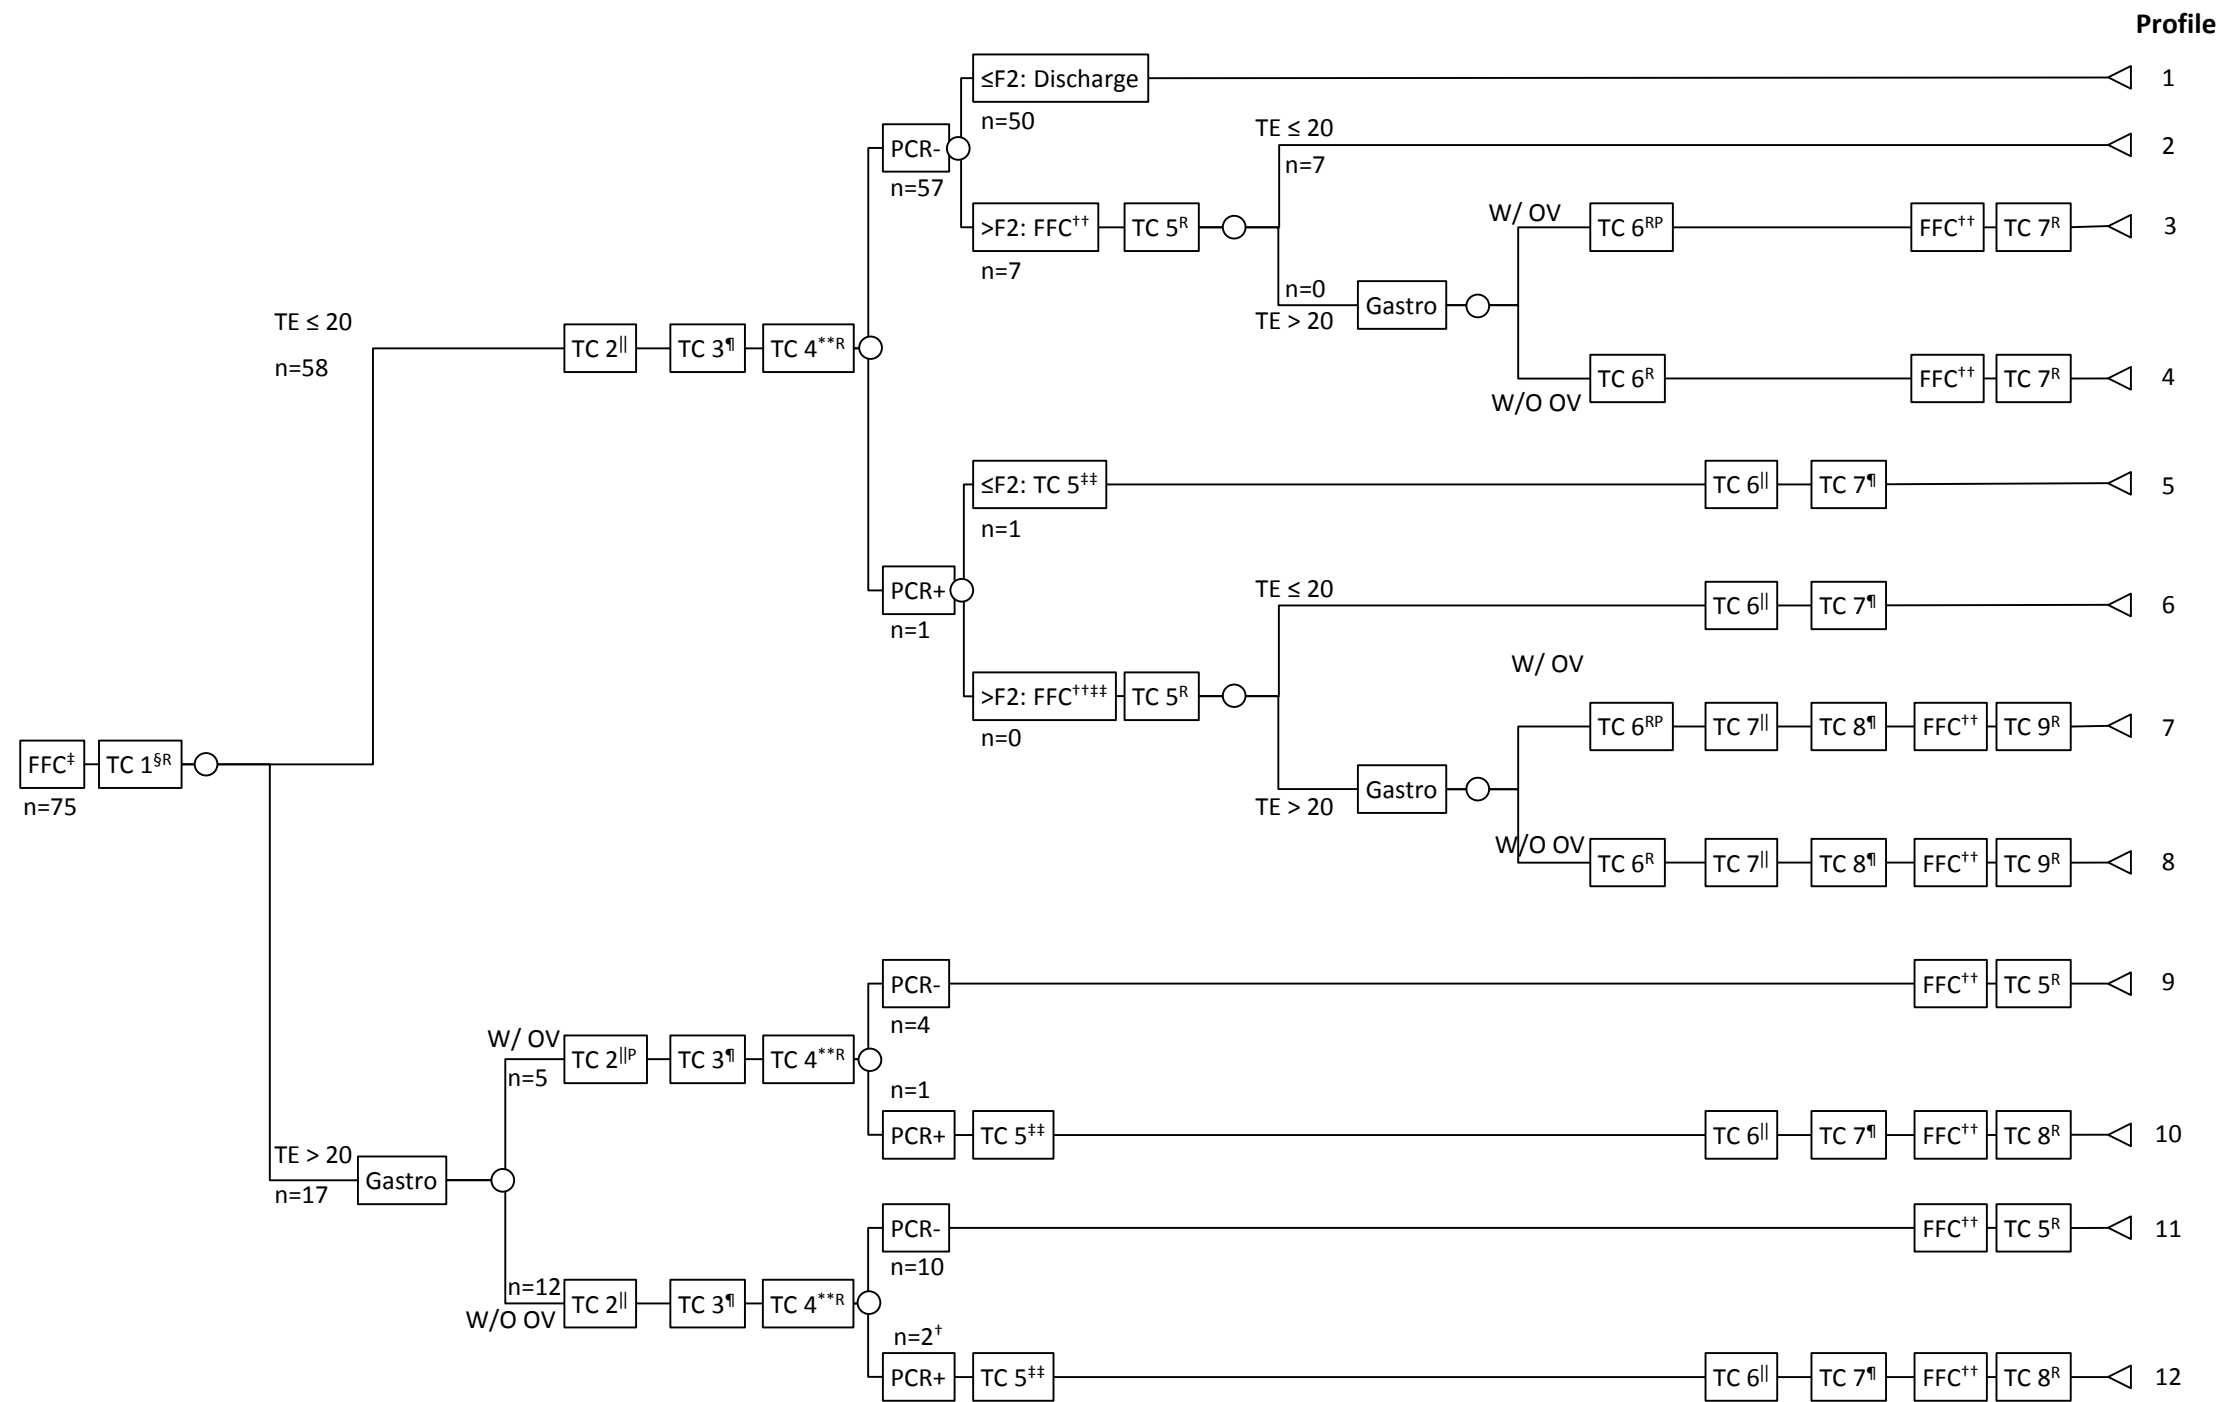 Profile
≤F2: Discharge
1
n=50
TE ≤ 20
2
PCR-
n=7
n=57
W/ OV
>F2: FFC††
TC 5R
TC 6RP
FFC††
TC 7R
3
n=7
n=0
Gastro
TE > 20
TE ≤ 20
n=58
TC 2||
TC 3¶
TC 4**R
TC 6R
FFC††
TC 7R
4
W/O OV
≤F2: TC 5‡‡
TC 6||
TC 7¶
5
n=1
PCR+
n=1
TE ≤ 20
TC 6||
TC 7¶
6
W/ OV
>F2: FFC††‡‡
TC 5R
n=0
TC 6RP
TC 7||
TC 8¶
FFC††
TC 9R
7
FFC‡
TC 1§R
n=75
Gastro
TE > 20
W/O OV
TC 6R
TC 7||
TC 8¶
FFC††
TC 9R
8
PCR-
FFC††
TC 5R
9
n=4
W/ OV
TC 2||P
TC 3¶
TC 4**R
n=5
n=1
PCR+
TC 5‡‡
TC 6||
TC 7¶
FFC††
TC 8R
10
TE > 20
Gastro
n=17
PCR-
FFC††
TC 5R
11
n=10
n=12
TC 2||
TC 3¶
TC 4**R
W/O OV
n=2†
PCR+
TC 5‡‡
TC 6||
TC 7¶
FFC††
TC 8R
12